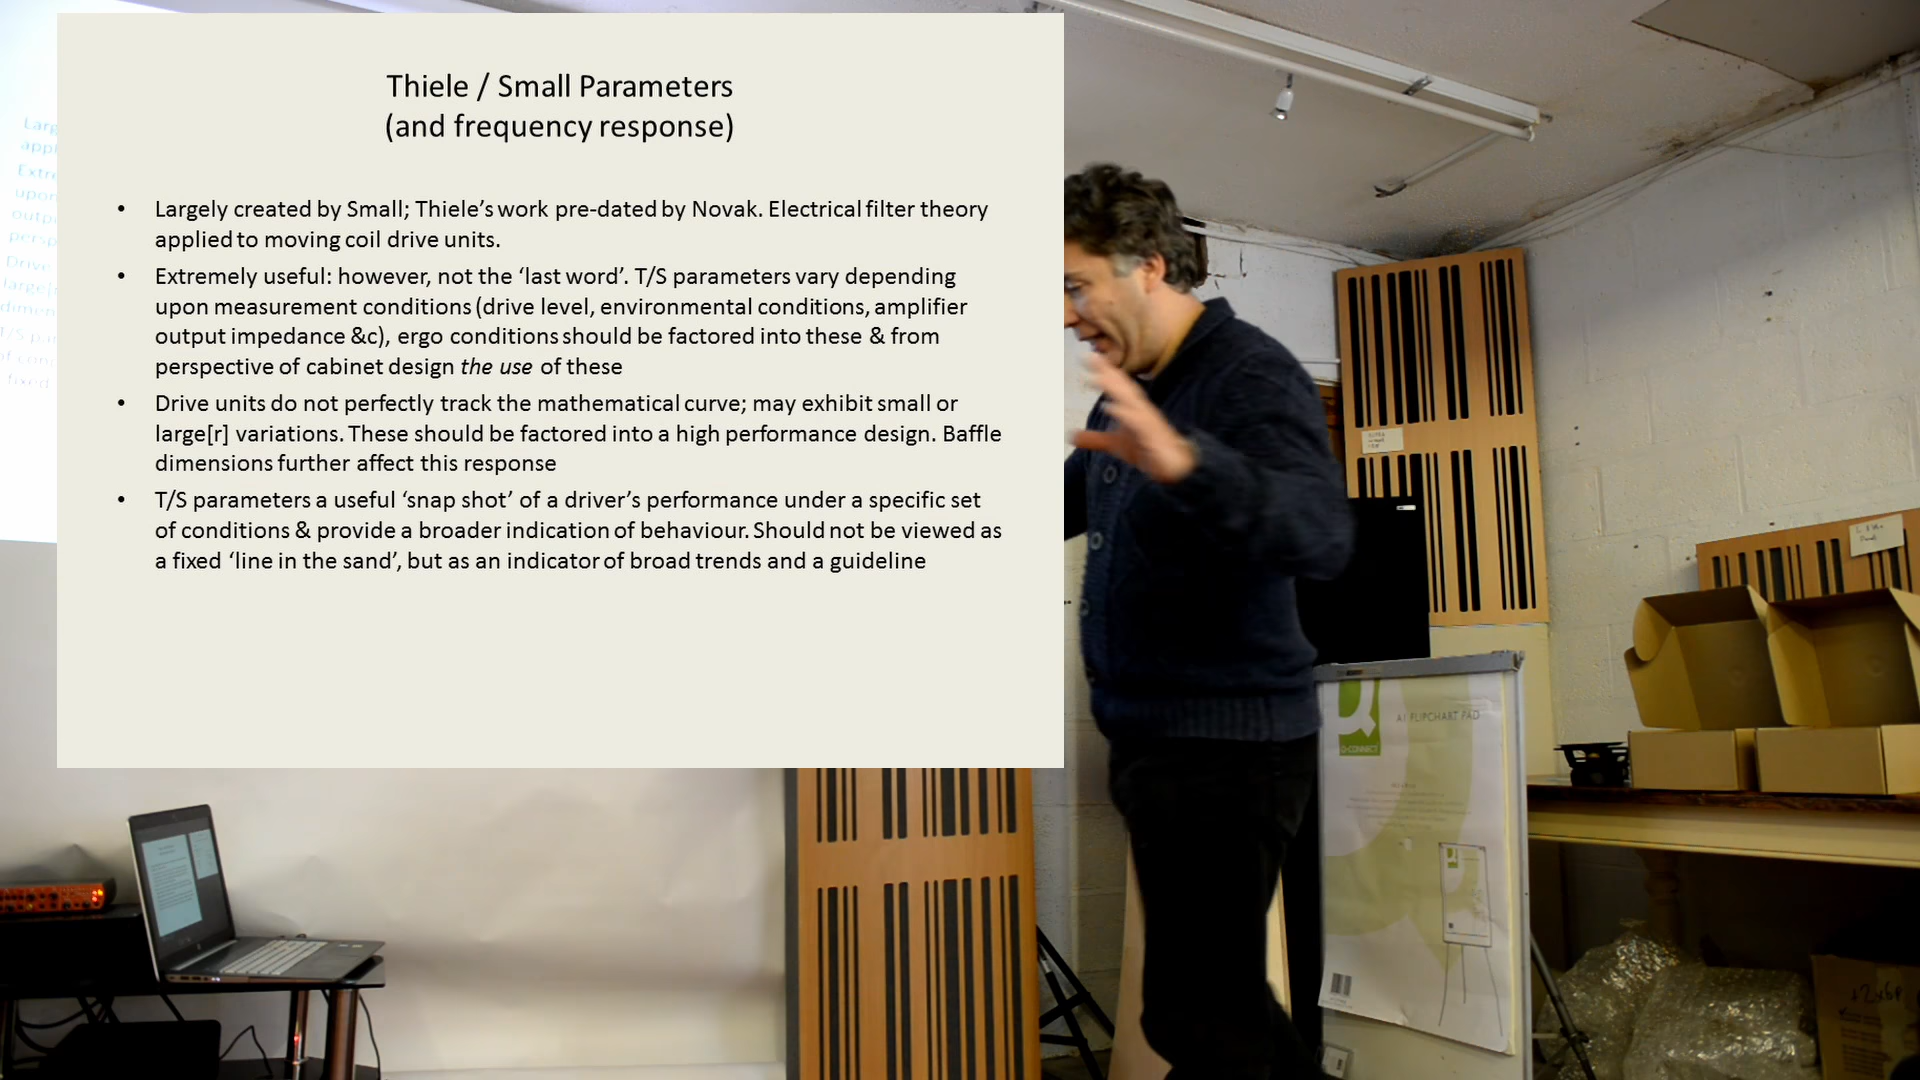 Thiele / Small Parameters
(and frequency response)
• Largely created by Small; Thiele’s work pre-dated by Novak. Electrical filter theory
applied to moving coil drive units.
• Extremely useful: however, not the ‘last word’. T/S parameters vary depending
upon measurement conditions (drive level, environmental conditions, amplifier
output impedance &c), ergo conditions should be factored into these & from
perspective of cabinet design the use of these
• Drive units do not perfectly track the mathematical curve; may exhibit small or
large[r] variations. These should be factored into a high performance design. Baffle
dimensions further affect this response
• T/S parameters a useful ‘snap shot’ of a driver’s performance under a specific set
of conditions & provide a broader indication of behaviour. Should not be viewed as
a fixed ‘line in the sand’, but as an indicator of broad trends and a guideline
A1 FLIPCHART PAD
Q-CONNECT